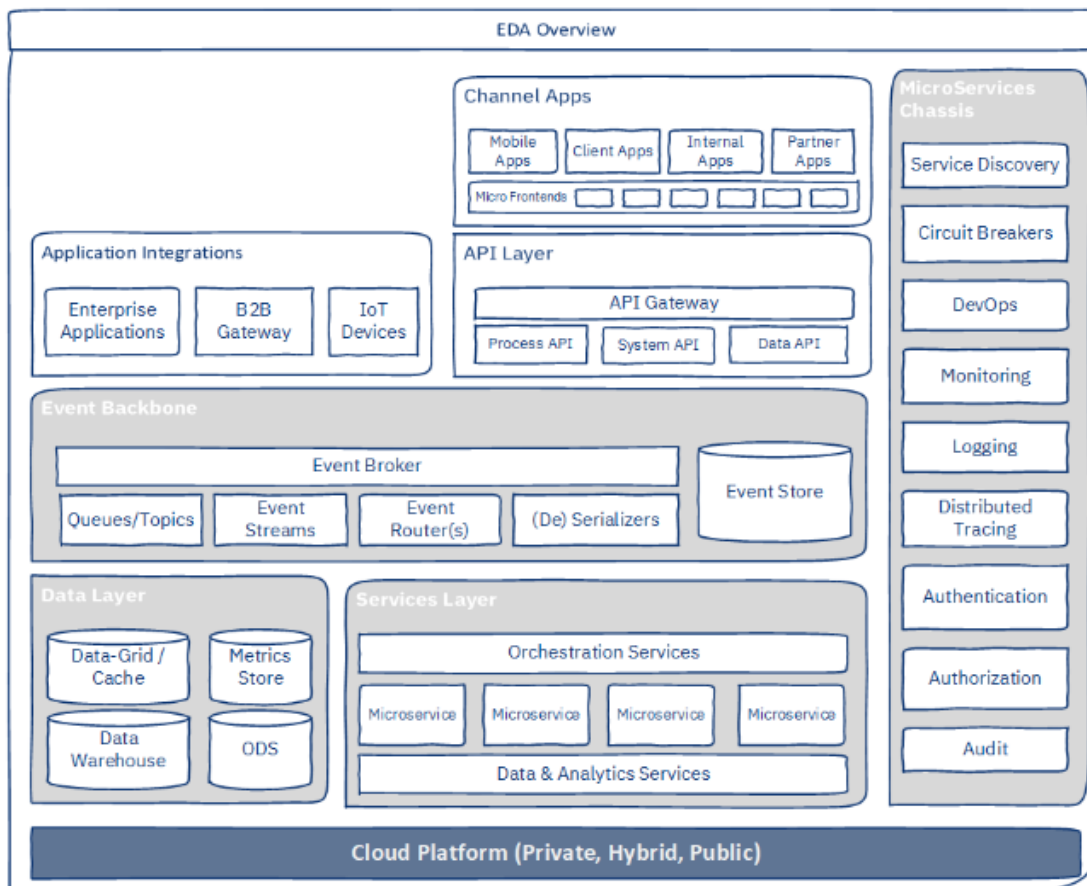 EDA Overview
Channel Apps
Mobile
Apps
Client Apps
Internal
Apps
Partner
Apps
Micro Frontends
Application Integrations
Enterprise
Applications
B2B
Gateway
IoT
Devices
API Layer
API Gateway
Process API
System API
Data API
Event Backbone
Event Broker
Queues/Topics
Event
Streams
Event
Router(s)
(De) Serializers
Event Store
Data Layer
Data-Grid /
Cache
Metrics
Store
Data
Warehouse
ODS
Services Layer
Orchestration Services
Microservice
Microservice
Microservice
Microservice
Data & Analytics Services
MicroServices
Chassis
Service Discovery
Circuit Breakers
DevOps
Monitoring
Logging
Distributed
Tracing
Authentication
Authorization
Audit
Cloud Platform (Private, Hybrid, Public)